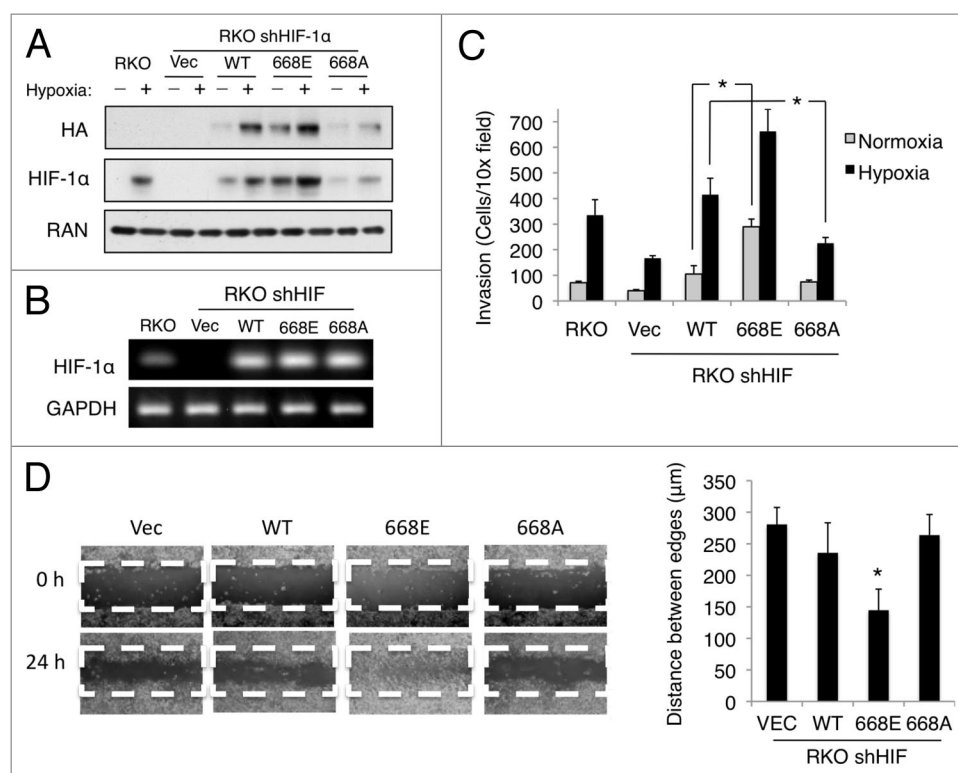 A
RKO shHIF-1α
RKO Vec WT 668E 668A
Hypoxia: – + – + – + – + – +
HA
HIF-1α
RAN
B
RKO shHIF
RKO Vec WT 668E 668A
HIF-1α
GAPDH
C
Invasion (Cells/10x field)
700
600
500
400
300
200
100
0
* *
Normoxia
Hypoxia
RKO Vec WT 668E 668A
RKO shHIF
D
Vec WT 668E 668A
0 h
24 h
Distance between edges (μm)
350
300
250
200
150
100
50
0
*
VEC WT 668E 668A
RKO shHIF